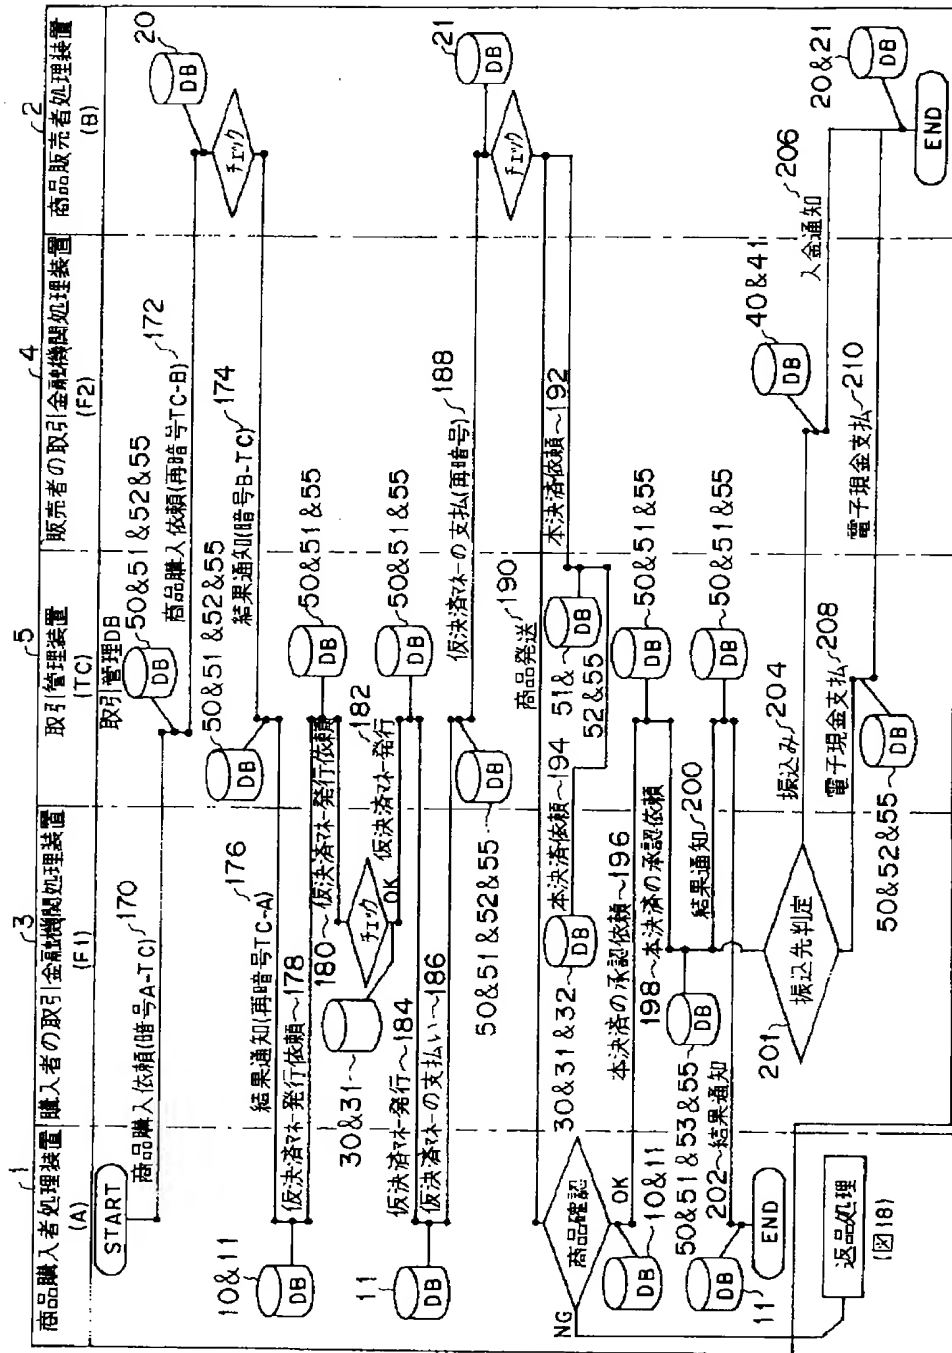 商品購入者処理装置
(A)
1
購入者の取引金融機関処理装置
(F1)
3
取引管理装置
(TC)
5
販売者の取引金融機関処理装置
(F2)
4
商品販売者処理装置
(B)
2
START
商品購入依頼(暗号A-TC)
170
取引管理DB
DB
50&51&52&55
商品購入依頼(再暗号TC-B)
172
DB
20
チェック
結果通知(暗号B-TC)
174
50&51&52&55
DB
結果通知(再暗号TC-A)
176
10&11
DB
仮決済マネー発行依頼~178
DB
50&51&55
180~仮決済マネー発行依頼
30&31
チェック
OK
182
仮決済マネー発行
DB
50&51&55
仮決済マネー発行~184
11
DB
仮決済マネーの支払い~186
50&51&52&55
DB
仮決済マネーの支払(再暗号)
188
DB
21
チェック
商品発送
190
本決済依頼~192
51&
52&55
DB
本決済依頼~194
30&31&32
DB
商品確認
NG
OK
DB
10&11
本決済の承認依頼~196
DB
50&51&55
198~本決済の承認依頼
50&51&53&55
DB
結果通知
200
DB
50&51&55
202~結果通知
DB
11
END
201
振込先判定
振込み
204
DB
40&41
入金通知
206
電子現金支払
208
50&52&55
DB
電子現金支払
210
DB
20&21
END
返品処理
(図18)